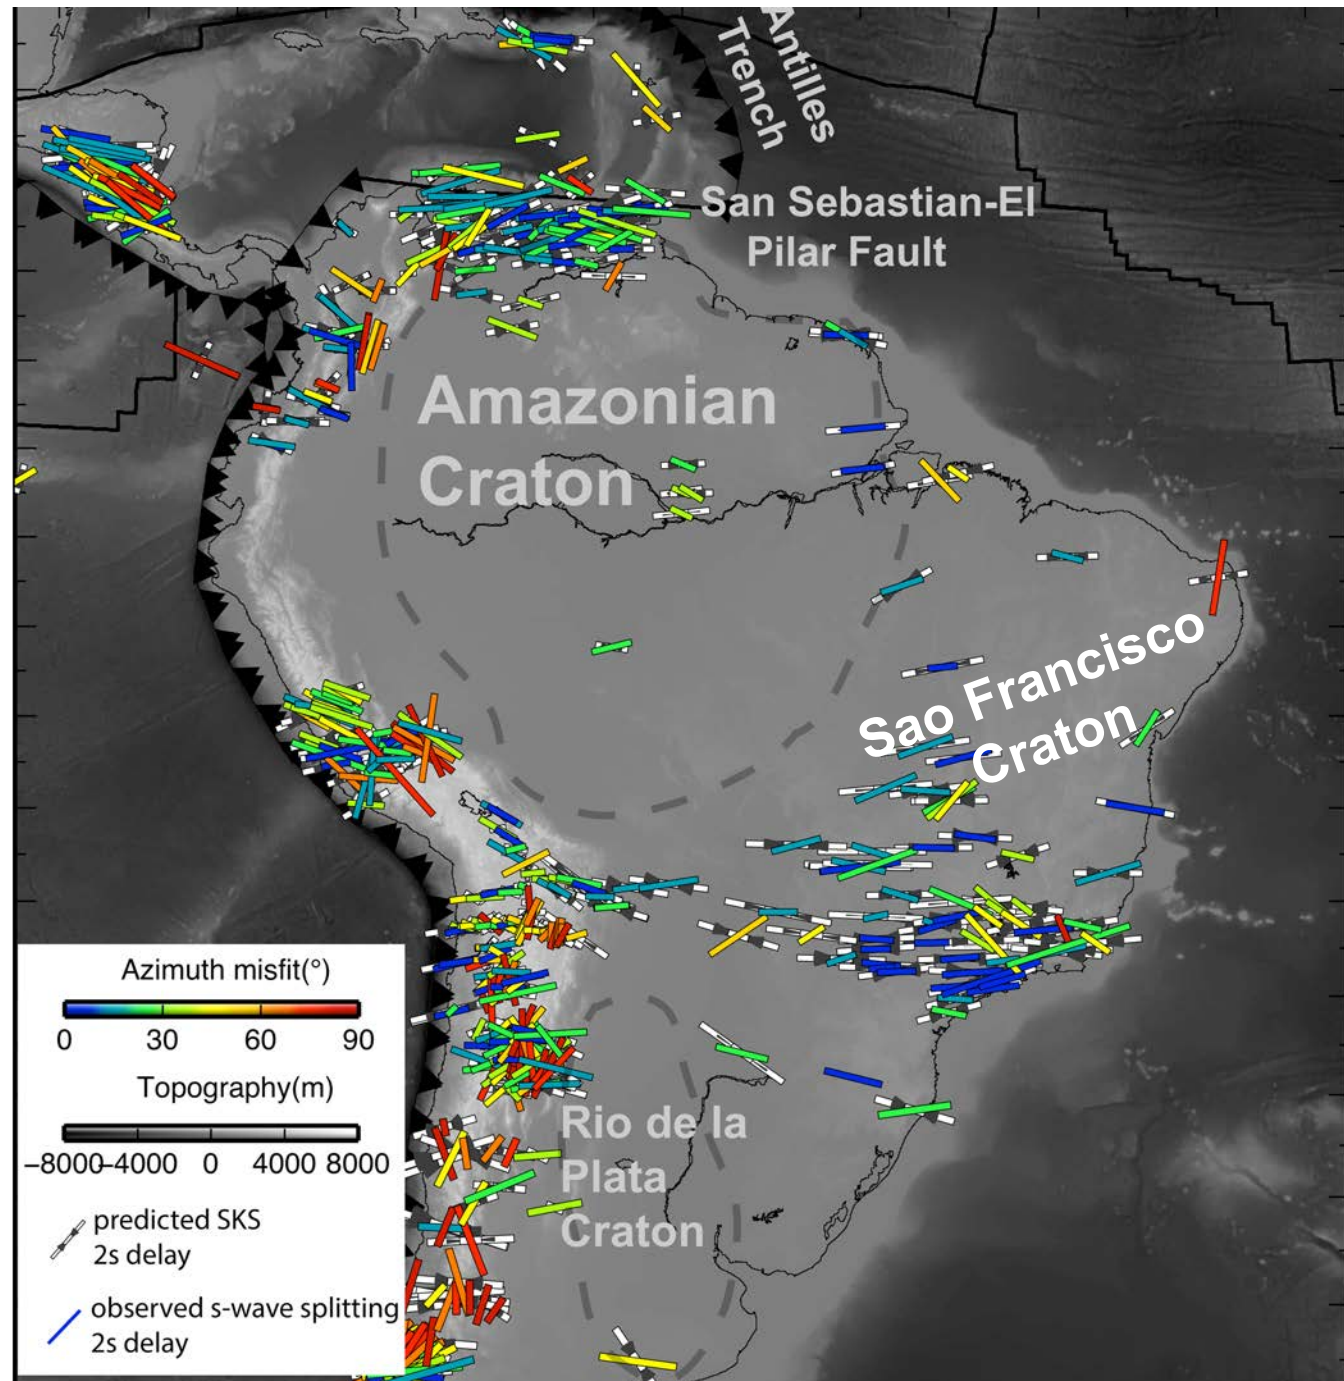 Antilles
Trench
San Sebastian-El
Pilar Fault
Amazonian
Craton
Sao Francisco
Craton
Rio de la
Plata
Craton
Azimuth misfit(°)
0 30 60 90
Topography(m)
−8000 −4000 0 4000 8000
predicted SKS
2s delay
observed s-wave splitting
2s delay